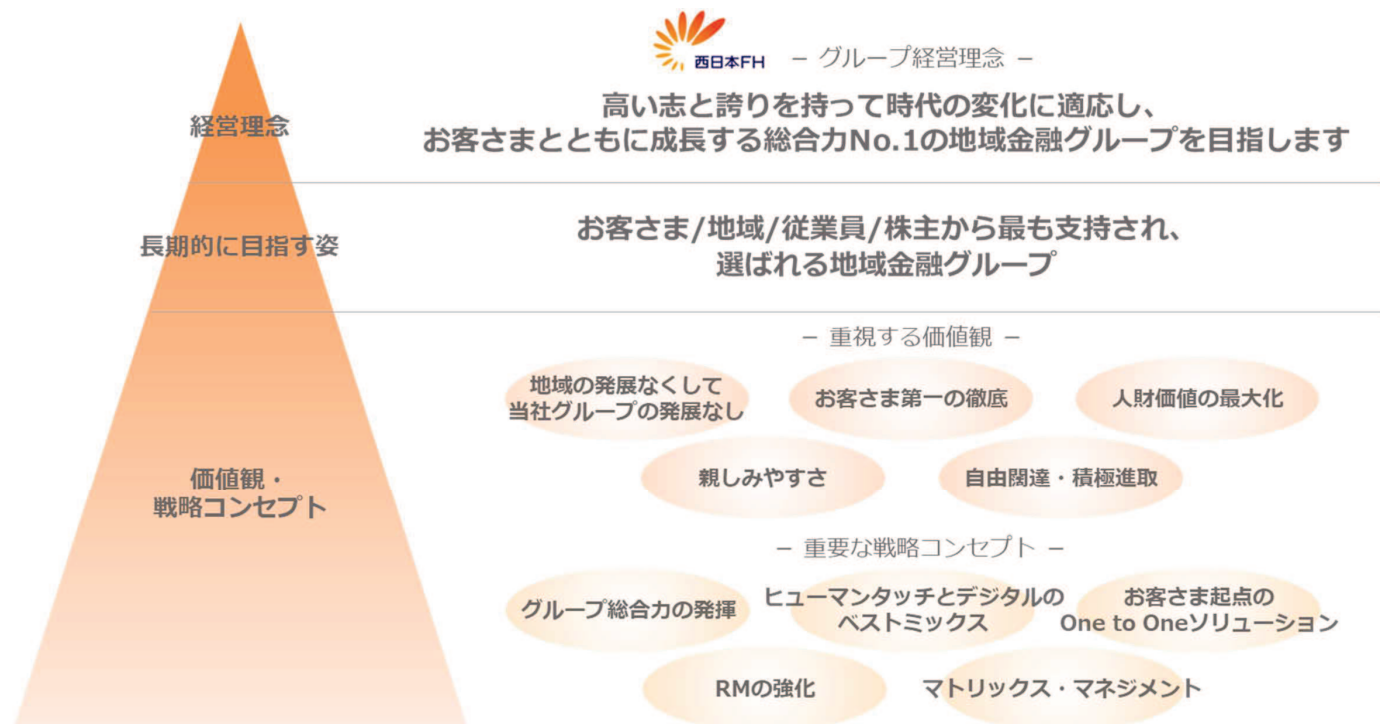 西日本FH
− グループ経営理念 −
経営理念
高い志と誇りを持って時代の変化に適応し、
お客さまとともに成長する総合力No.1の地域金融グループを目指します
長期的に目指す姿
お客さま/地域/従業員/株主から最も支持され、
選ばれる地域金融グループ
価値観・
戦略コンセプト
− 重視する価値観 −
地域の発展なくして
当社グループの発展なし
お客さま第一の徹底
人財価値の最大化
親しみやすさ
自由闊達・積極進取
− 重要な戦略コンセプト −
グループ総合力の発揮
ヒューマンタッチとデジタルの
ベストミックス
お客さま起点の
One to Oneソリューション
RMの強化
マトリックス・マネジメント